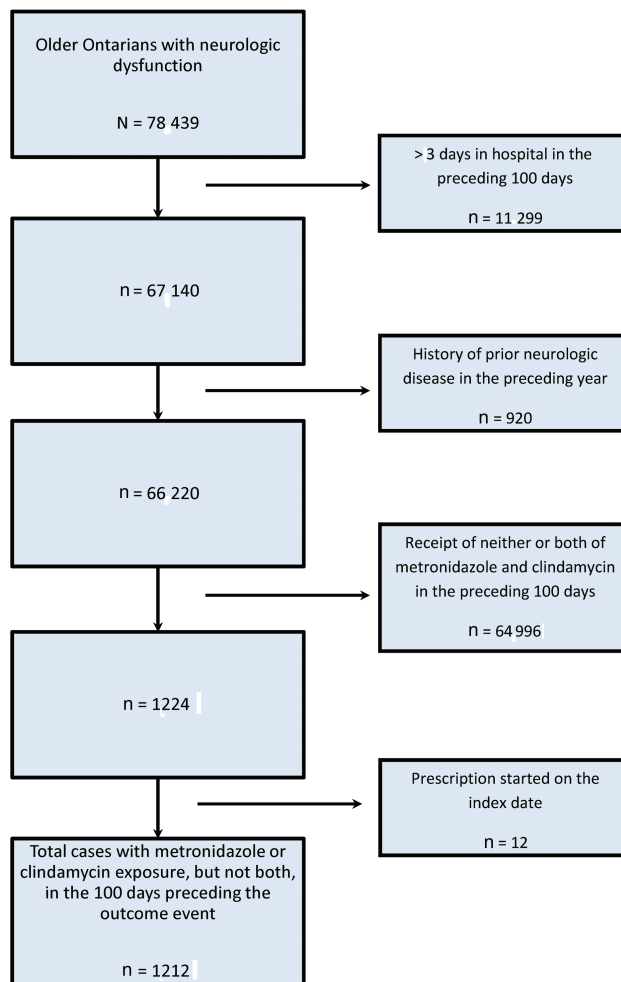 Older Ontarians with neurologic
dysfunction
N = 78 439
> 3 days in hospital in the
preceding 100 days
n = 11 299
n = 67 140
History of prior neurologic
disease in the preceding year
n = 920
n = 66 220
Receipt of neither or both of
metronidazole and clindamycin
in the preceding 100 days
n = 64 996
n = 1224
Prescription started on the
index date
n = 12
Total cases with metronidazole or
clindamycin exposure, but not both,
in the 100 days preceding the
outcome event
n = 1212